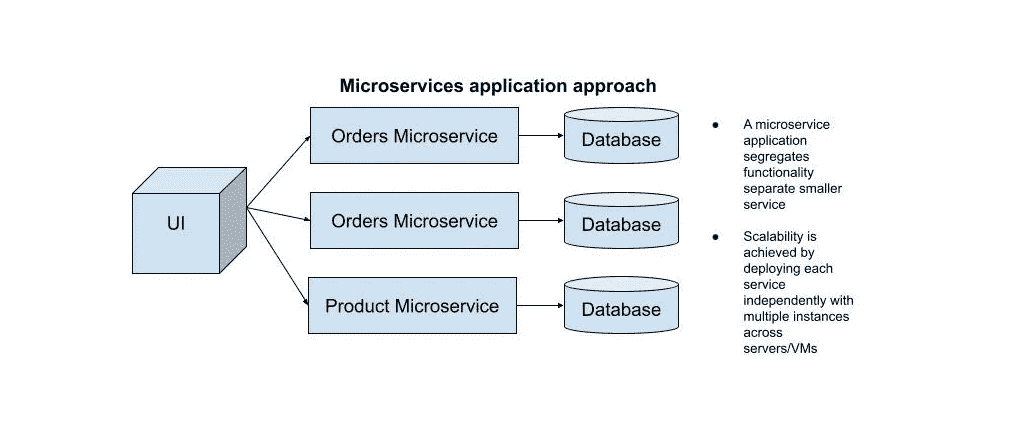 Microservices application approach
Orders Microservice
Database
UI
Orders Microservice
Database
Product Microservice
Database
● A microservice
application
segregates
functionality
separate smaller
service
● Scalability is
achieved by
deploying each
service
independently with
multiple instances
across
servers/VMs